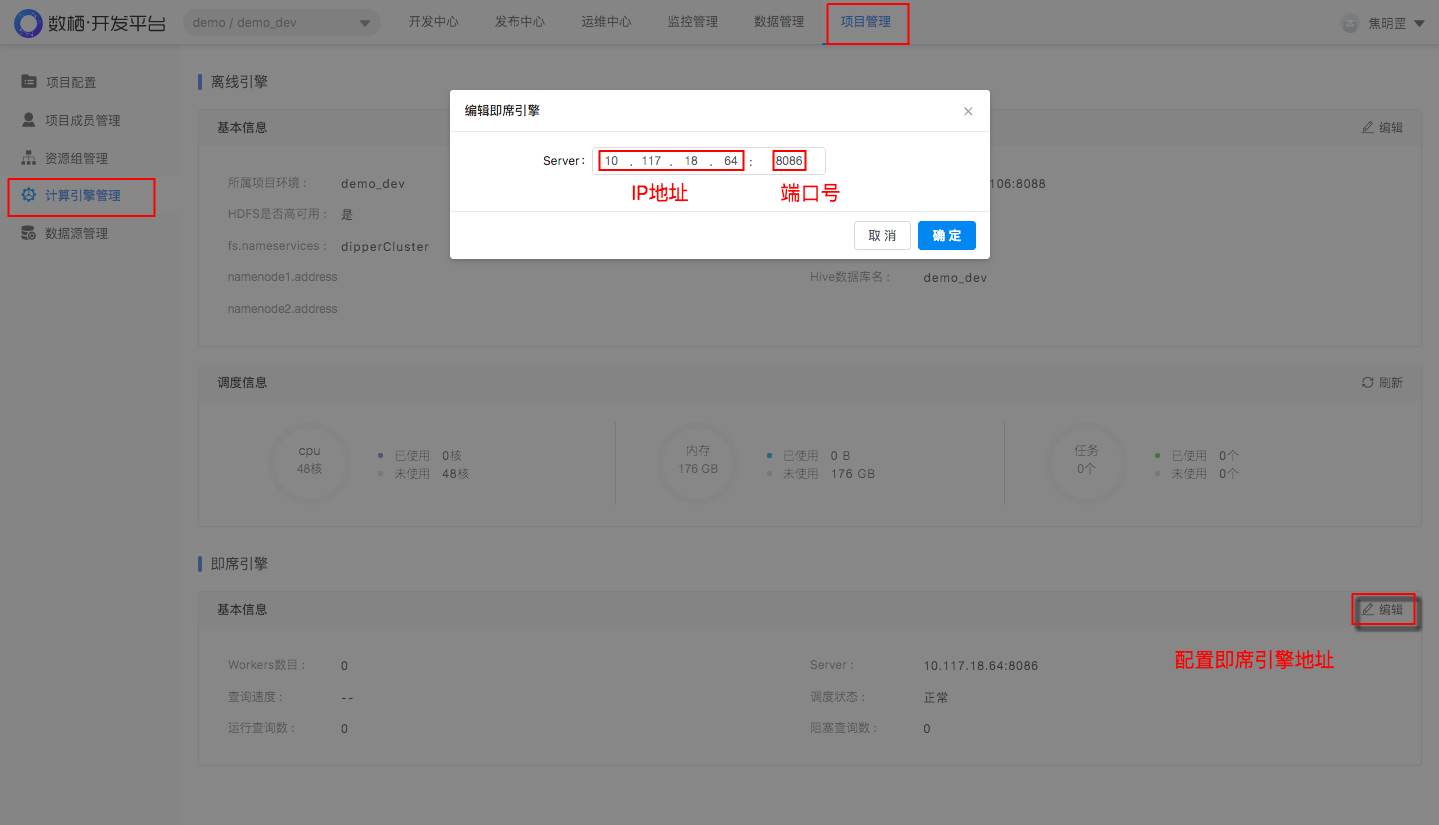 数栖·开发平台
demo / demo_dev
开发中心
发布中心
运维中心
监控管理
数据管理
项目管理
焦明罡
项目配置
项目成员管理
资源组管理
计算引擎管理
数据源管理
离线引擎
基本信息
编辑
所属项目环境：
demo_dev
106:8088
HDFS是否高可用：
是
fs.nameservices：
dipperCluster
namenode1.address
Hive数据库名：
demo_dev
namenode2.address
编辑即席引擎
Server：
10 . 117 . 18 . 64 : 8086
IP地址
端口号
取 消
确 定
调度信息
刷新
cpu
48核
已使用 0核
未使用 48核
内存
176 GB
已使用 0 B
未使用 176 GB
任务
0个
已使用 0个
未使用 0个
即席引擎
基本信息
编辑
配置即席引擎地址
Workers数目：
0
Server：
10.117.18.64:8086
查询速度：
--
调度状态：
正常
运行查询数：
0
阻塞查询数：
0